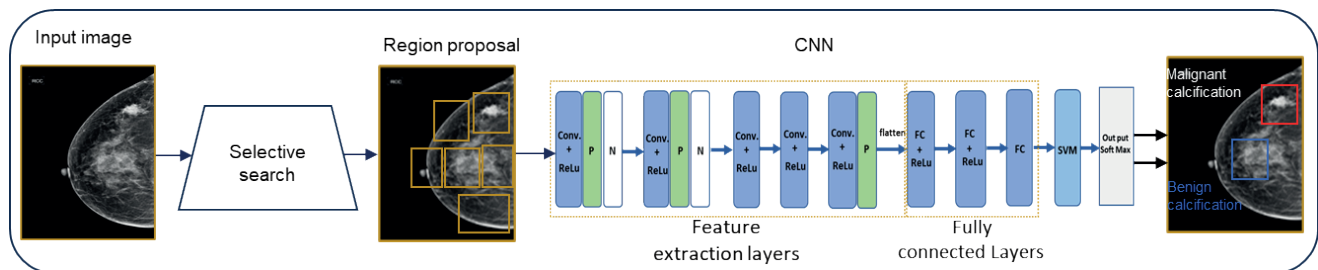 Input image
Region proposal
CNN
RCC
Selective
search
Conv.
+
ReLu
P
N
Conv.
+
ReLu
P
N
Conv.
+
ReLu
Conv.
+
ReLu
Conv.
+
ReLu
P
flatten
FC
+
ReLu
FC
+
ReLu
FC
SVM
Out put
Soft Max
Malignant
calcification
Benign
calcification
Feature
extraction layers
Fully
connected Layers